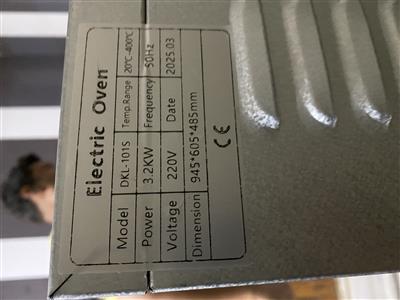 Electric Oven
Model DKL-101S Temp.Range 20℃-400℃
Power 3.2KW Frequency 50Hz
Voltage 220V Date 2025.03
Dimension 945*605*485mm
CE